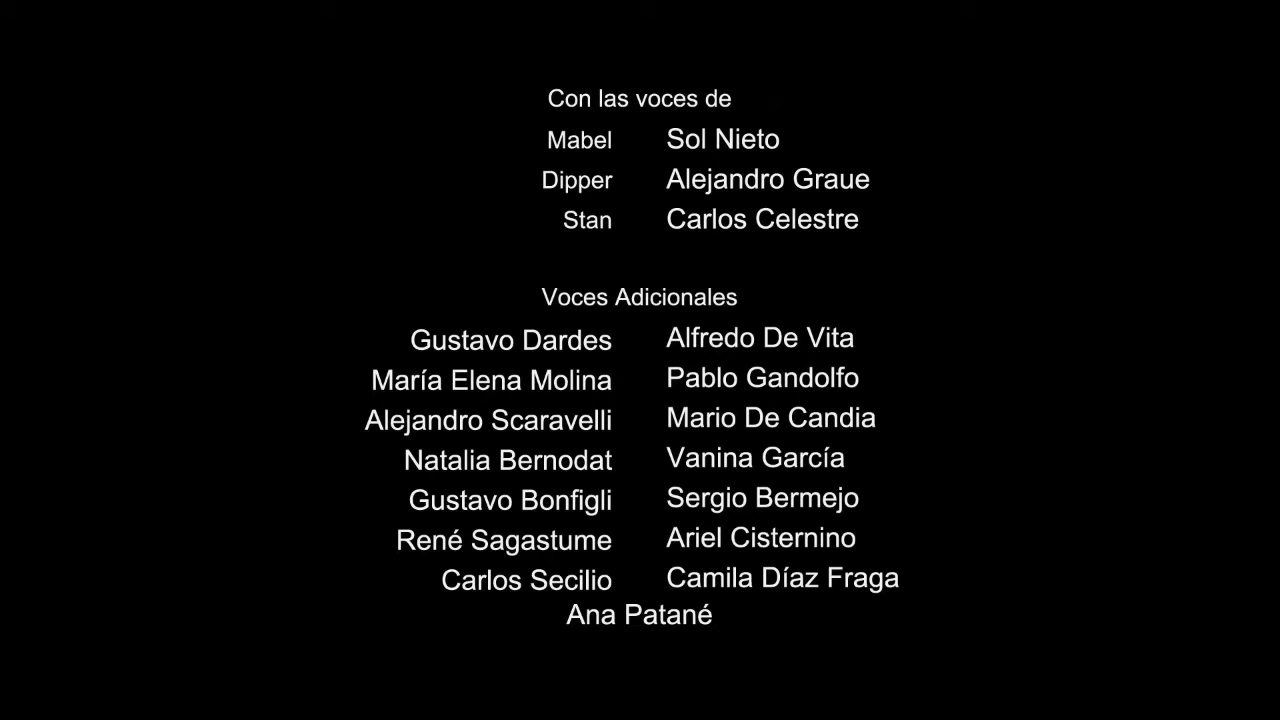 Con las voces de
Mabel Sol Nieto
Dipper Alejandro Graue
Stan Carlos Celestre
Voces Adicionales
Gustavo Dardes Alfredo De Vita
María Elena Molina Pablo Gandolfo
Alejandro Scaravelli Mario De Candia
Natalia Bernodat Vanina García
Gustavo Bonfigli Sergio Bermejo
René Sagastume Ariel Cisternino
Carlos Secilio Camila Díaz Fraga
Ana Patané